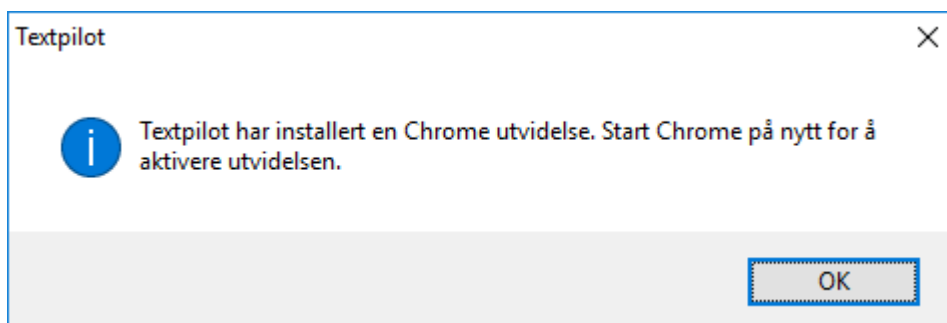 Textpilot
Textpilot har installert en Chrome utvidelse. Start Chrome på nytt for å
aktivere utvidelsen.
OK